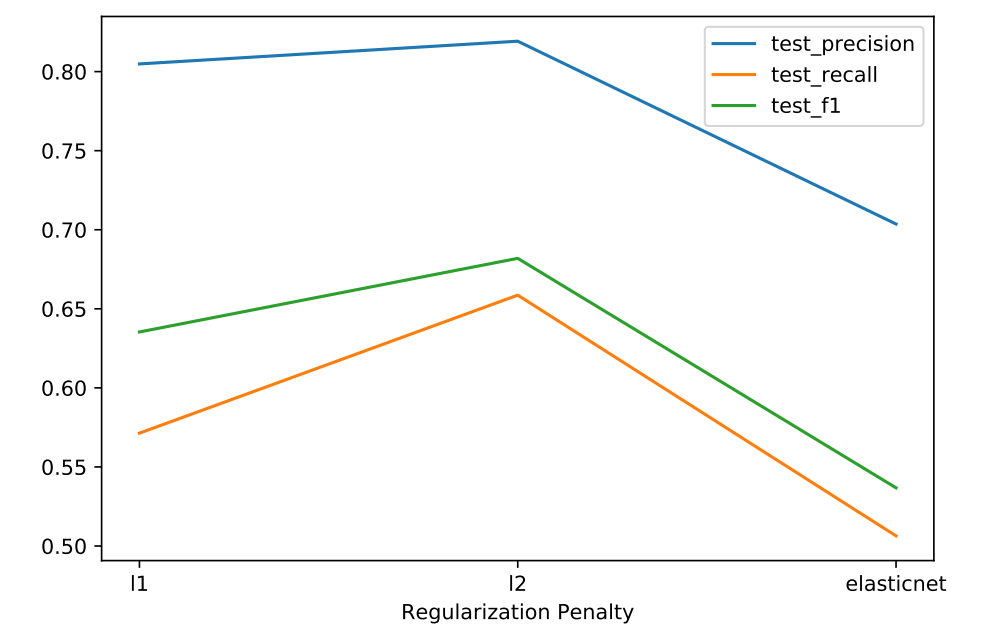 0.80
0.75
0.70
0.65
0.60
0.55
0.50
test_precision
test_recall
test_f1
l1
l2
elasticnet
Regularization Penalty